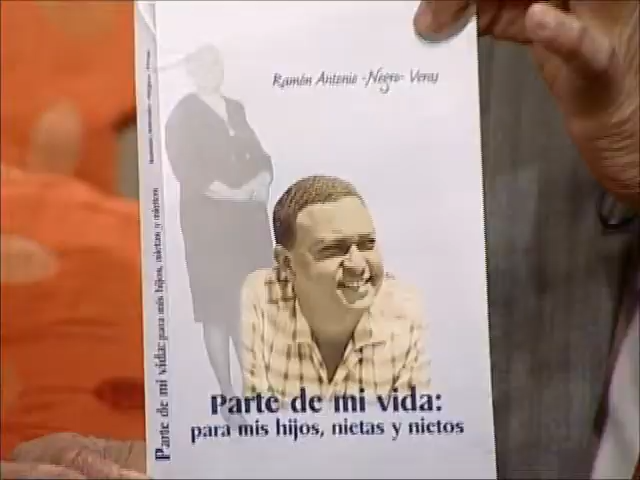 Ramón Antonio -Negro- Veras
Parte de mi vida:
para mis hijos, nietas y nietos
Parte de mi vida: para mis hijos, nietas y nietos